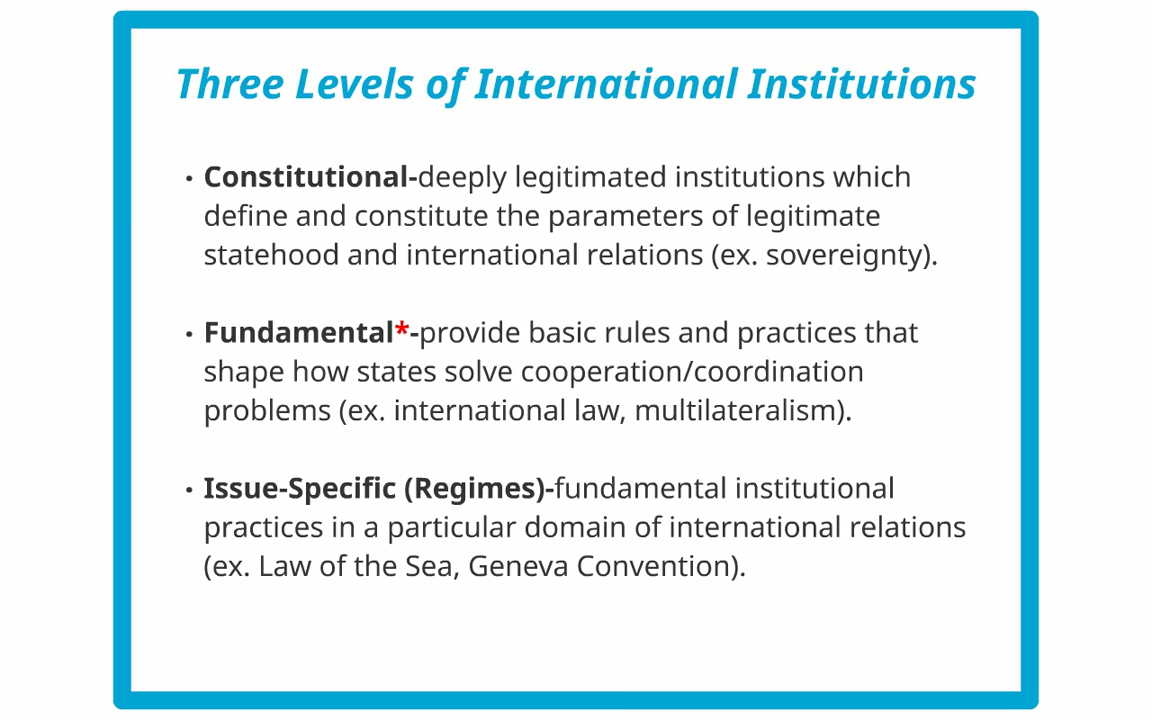 Three Levels of International Institutions
• Constitutional-deeply legitimated institutions which
define and constitute the parameters of legitimate
statehood and international relations (ex. sovereignty).
• Fundamental*-provide basic rules and practices that
shape how states solve cooperation/coordination
problems (ex. international law, multilateralism).
• Issue-Specific (Regimes)-fundamental institutional
practices in a particular domain of international relations
(ex. Law of the Sea, Geneva Convention).